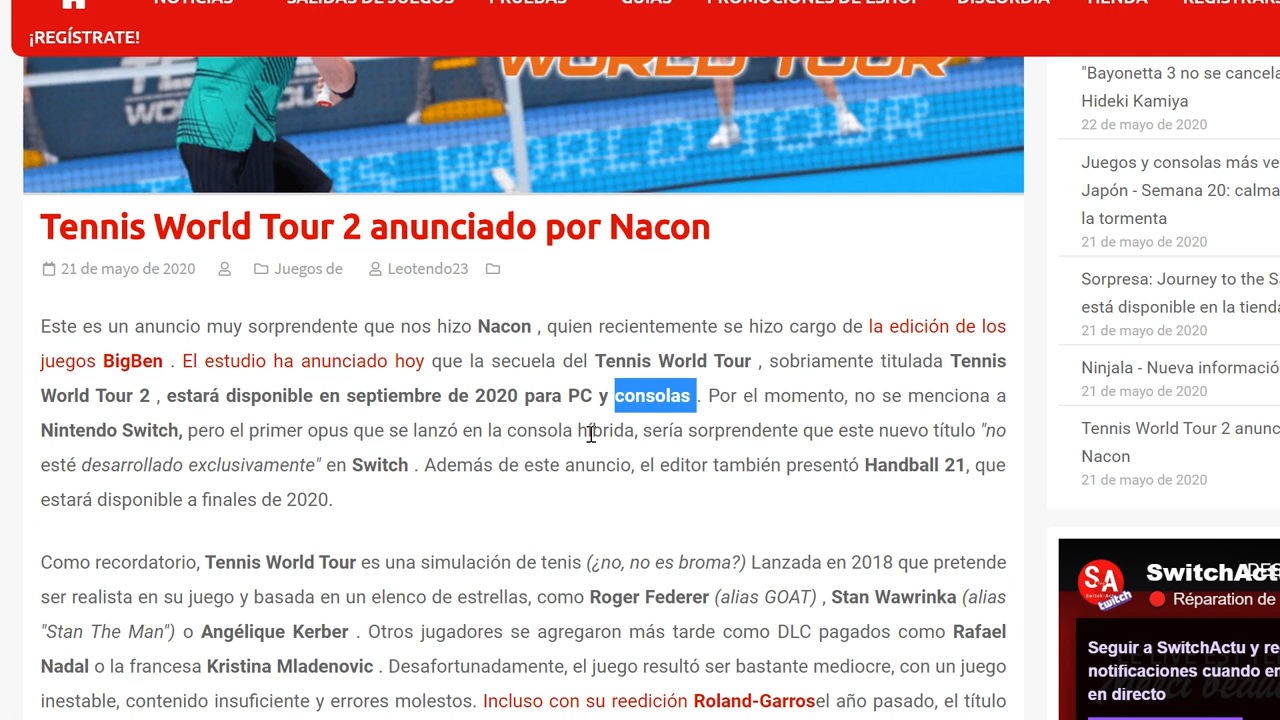 NOTICIAS SALIDAS DE JUEGOS PRUEBAS GUÍAS PROMOCIONES DE ESHOP DISCORDIA TIENDA
¡REGÍSTRATE!
WORLD TOUR
Tennis World Tour 2 anunciado por Nacon
21 de mayo de 2020 Juegos de Leotendo23
Este es un anuncio muy sorprendente que nos hizo Nacon , quien recientemente se hizo cargo de la edición de los
juegos BigBen . El estudio ha anunciado hoy que la secuela del Tennis World Tour , sobriamente titulada Tennis
World Tour 2 , estará disponible en septiembre de 2020 para PC y consolas . Por el momento, no se menciona a
Nintendo Switch, pero el primer opus que se lanzó en la consola híbrida, sería sorprendente que este nuevo título "no
esté desarrollado exclusivamente" en Switch . Además de este anuncio, el editor también presentó Handball 21, que
estará disponible a finales de 2020.
Como recordatorio, Tennis World Tour es una simulación de tenis (¿no, no es broma?) Lanzada en 2018 que pretende
ser realista en su juego y basada en un elenco de estrellas, como Roger Federer (alias GOAT) , Stan Wawrinka (alias
"Stan The Man") o Angélique Kerber . Otros jugadores se agregaron más tarde como DLC pagados como Rafael
Nadal o la francesa Kristina Mladenovic . Desafortunadamente, el juego resultó ser bastante mediocre, con un juego
inestable, contenido insuficiente y errores molestos. Incluso con su reedición Roland-Garrosel año pasado, el título
"Bayonetta 3 no se cancela
Hideki Kamiya
22 de mayo de 2020
Juegos y consolas más ve
Japón - Semana 20: calma
la tormenta
21 de mayo de 2020
Sorpresa: Journey to the S
está disponible en la tienda
21 de mayo de 2020
Ninjala - Nueva informació
21 de mayo de 2020
Tennis World Tour 2 anunc
Nacon
21 de mayo de 2020
SA
twitch
SwitchAct
Réparation de
Seguir a SwitchActu y re
notificaciones cuando en
en directo